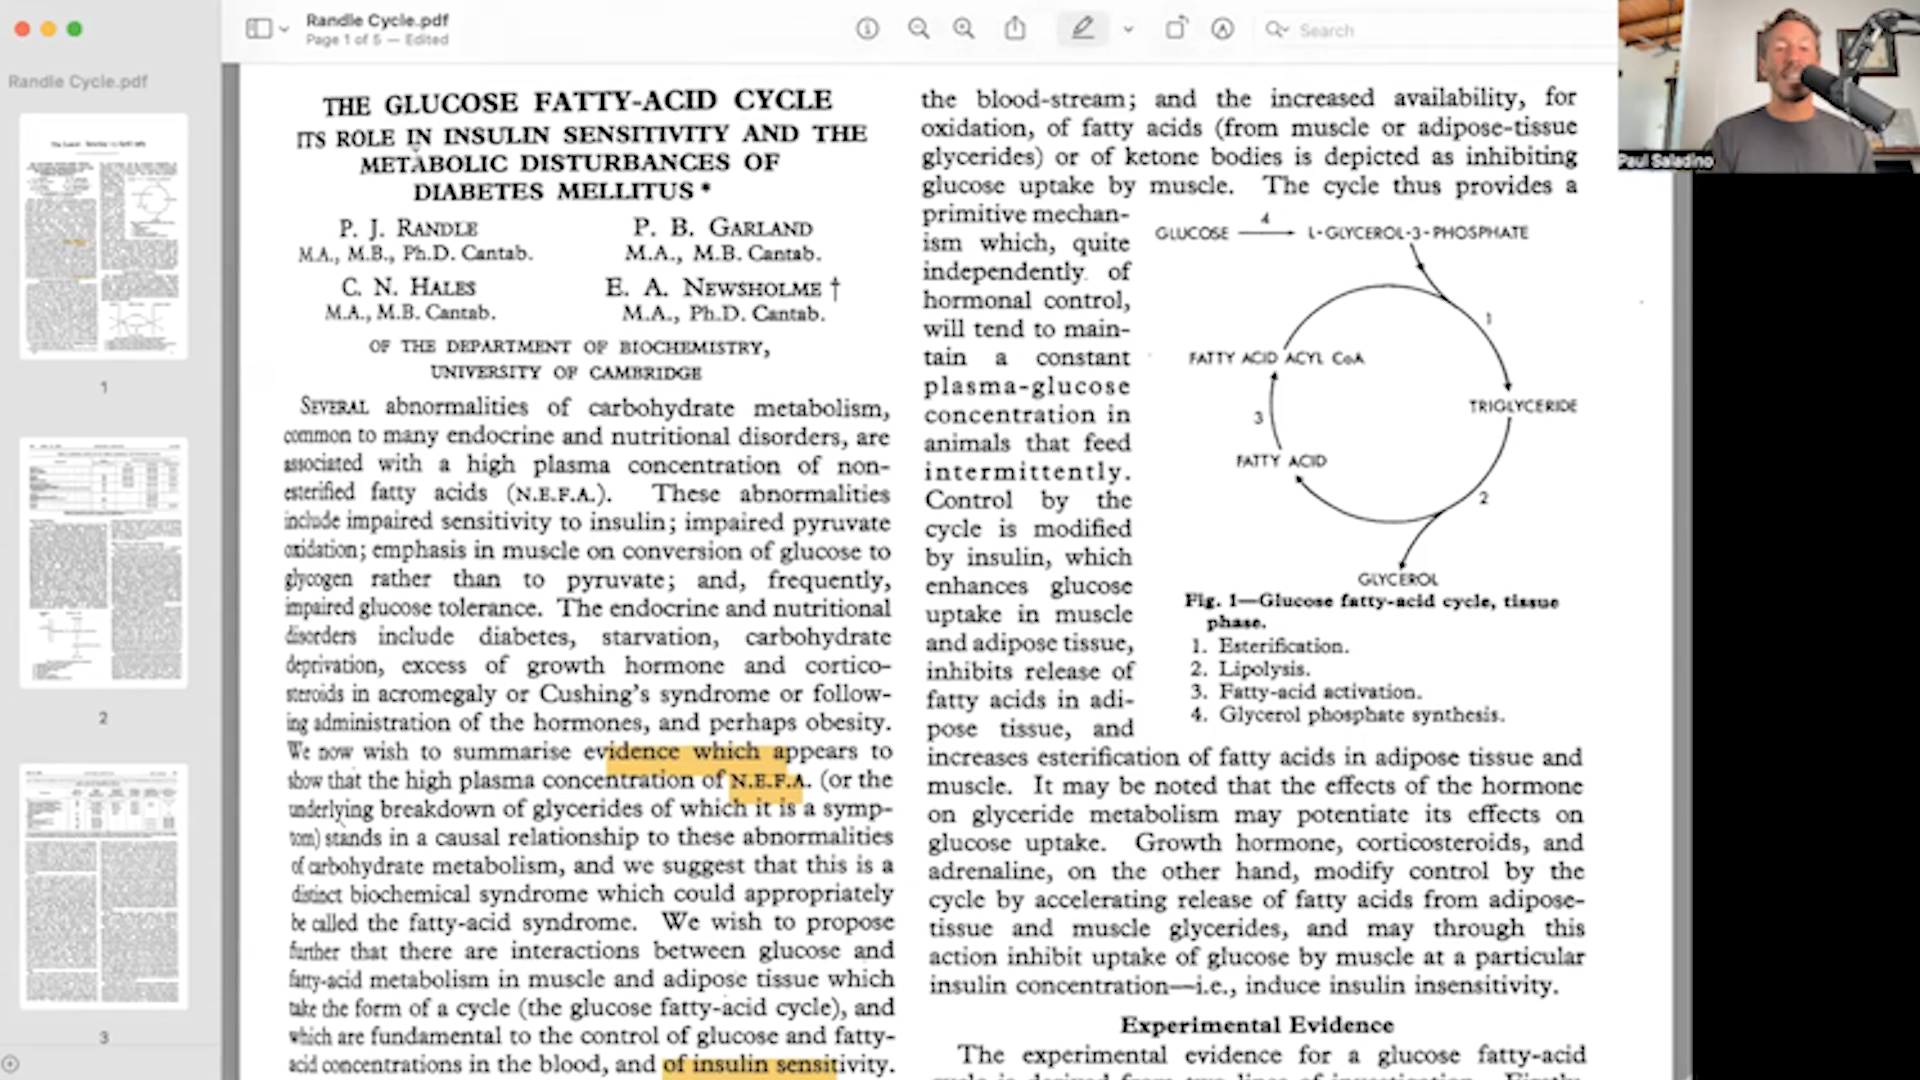 Randle Cycle.pdf
Page 1 of 5 — Edited
Search
Randle Cycle.pdf
1
2
3
Paul Saladino
THE GLUCOSE FATTY-ACID CYCLE
ITS ROLE IN INSULIN SENSITIVITY AND THE
METABOLIC DISTURBANCES OF
DIABETES MELLITUS *
P. J. RANDLE
M.A., M.B., Ph.D. Cantab.
P. B. GARLAND
M.A., M.B. Cantab.
C. N. HALES
M.A., M.B. Cantab.
E. A. NEWSHOLME †
M.A., Ph.D. Cantab.
OF THE DEPARTMENT OF BIOCHEMISTRY,
UNIVERSITY OF CAMBRIDGE
SEVERAL abnormalities of carbohydrate metabolism,
common to many endocrine and nutritional disorders, are
associated with a high plasma concentration of non-
esterified fatty acids (N.E.F.A.). These abnormalities
include impaired sensitivity to insulin; impaired pyruvate
oxidation; emphasis in muscle on conversion of glucose to
glycogen rather than to pyruvate; and, frequently,
impaired glucose tolerance. The endocrine and nutritional
disorders include diabetes, starvation, carbohydrate
deprivation, excess of growth hormone and cortico-
steroids in acromegaly or Cushing's syndrome or follow-
ing administration of the hormones, and perhaps obesity.
We now wish to summarise evidence which appears to
show that the high plasma concentration of N.E.F.A. (or the
underlying breakdown of glycerides of which it is a symp-
tom) stands in a causal relationship to these abnormalities
of carbohydrate metabolism, and we suggest that this is a
distinct biochemical syndrome which could appropriately
be called the fatty-acid syndrome. We wish to propose
further that there are interactions between glucose and
fatty-acid metabolism in muscle and adipose tissue which
take the form of a cycle (the glucose fatty-acid cycle), and
which are fundamental to the control of glucose and fatty-
acid concentrations in the blood, and of insulin sensitivity.
the blood-stream; and the increased availability, for
oxidation, of fatty acids (from muscle or adipose-tissue
glycerides) or of ketone bodies is depicted as inhibiting
glucose uptake by muscle. The cycle thus provides a
primitive mechan-
ism which, quite
independently of
hormonal control,
will tend to main-
tain a constant
plasma-glucose
concentration in
animals that feed
intermittently.
Control by the
cycle is modified
by insulin, which
enhances glucose
uptake in muscle
and adipose tissue,
inhibits release of
fatty acids in adi-
pose tissue, and
GLUCOSE 4 L-GLYCEROL-3-PHOSPHATE
1
FATTY ACID ACYL CoA
3
TRIGLYCERIDE
FATTY ACID
2
GLYCEROL
Fig. 1—Glucose fatty-acid cycle, tissue
phase.
1. Esterification.
2. Lipolysis.
3. Fatty-acid activation.
4. Glycerol phosphate synthesis.
increases esterification of fatty acids in adipose tissue and
muscle. It may be noted that the effects of the hormone
on glyceride metabolism may potentiate its effects on
glucose uptake. Growth hormone, corticosteroids, and
adrenaline, on the other hand, modify control by the
cycle by accelerating release of fatty acids from adipose-
tissue and muscle glycerides, and may through this
action inhibit uptake of glucose by muscle at a particular
insulin concentration—i.e., induce insulin insensitivity.
Experimental Evidence
The experimental evidence for a glucose fatty-acid